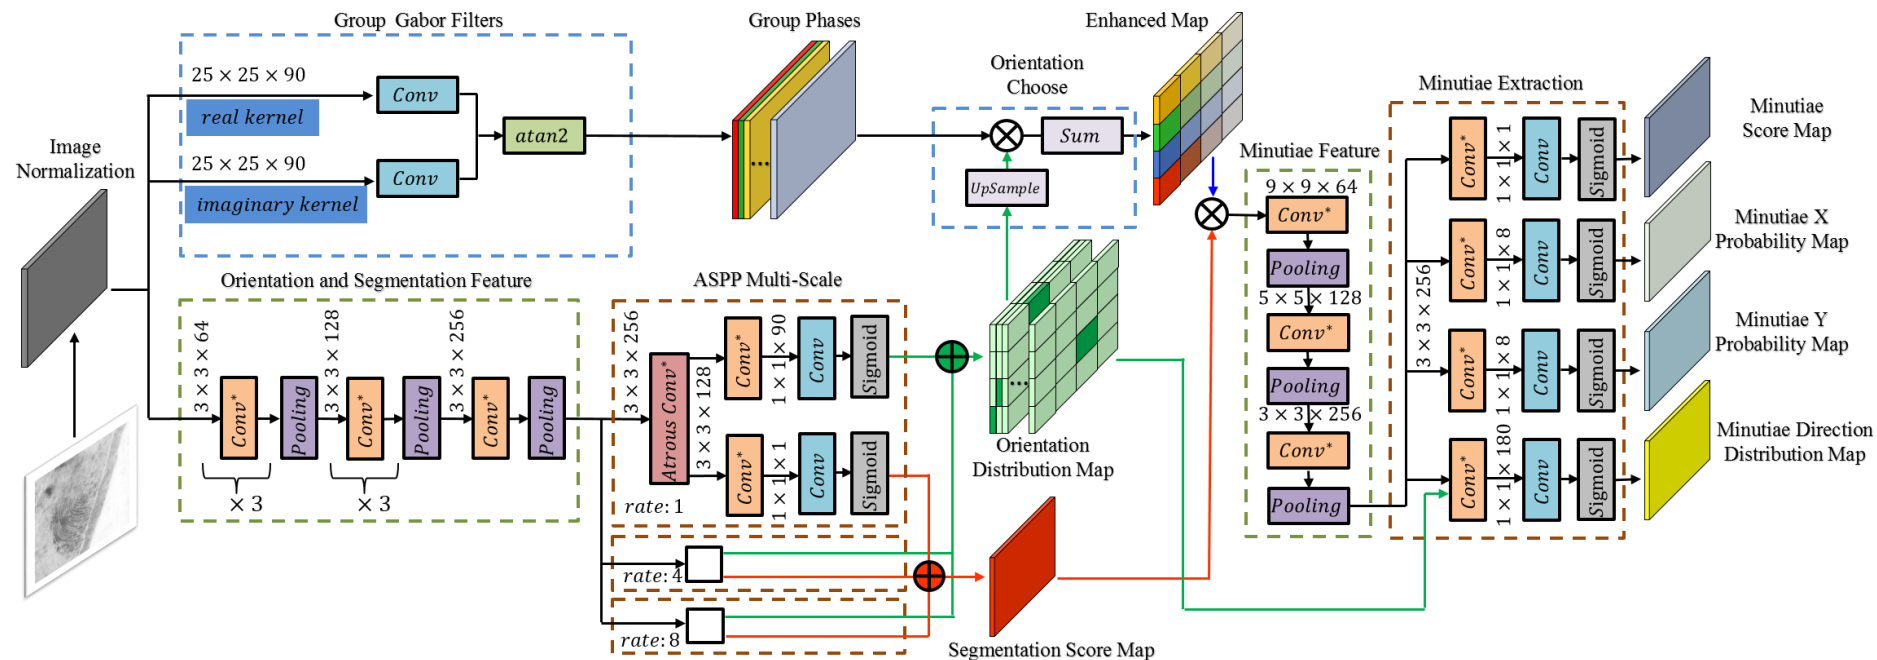 Group Gabor Filters
Group Phases
Enhanced Map
Orientation
Choose
Minutiae Extraction
25 × 25 × 90
Conv
real kernel
atan2
25 × 25 × 90
Conv
imaginary kernel
Image
Normalization
...
Sum
UpSample
Minutiae Feature
9 × 9 × 64
Conv*
Pooling
5 × 5 × 128
Conv*
Pooling
3 × 3 × 256
Conv*
Pooling
Conv*
1 × 1 × 1
Conv
Sigmoid
Minutiae
Score Map
Conv*
1 × 1 × 8
Conv
Sigmoid
Minutiae X
Probability Map
3 × 3 × 256
Conv*
1 × 1 × 8
Conv
Sigmoid
Minutiae Y
Probability Map
Conv*
1 × 1 × 180
Conv
Sigmoid
Minutiae Direction
Distribution Map
Orientation and Segmentation Feature
3 × 3 × 64
Conv*
Pooling
3 × 3 × 128
Conv*
Pooling
3 × 3 × 256
Conv*
Pooling
× 3
× 3
ASPP Multi-Scale
3 × 3 × 256
Atrous Conv*
3 × 3 × 128
Conv*
1 × 1 × 90
Conv
Sigmoid
Conv*
1 × 1 × 1
Conv
Sigmoid
rate: 1
rate: 4
rate: 8
...
Orientation
Distribution Map
Segmentation Score Map